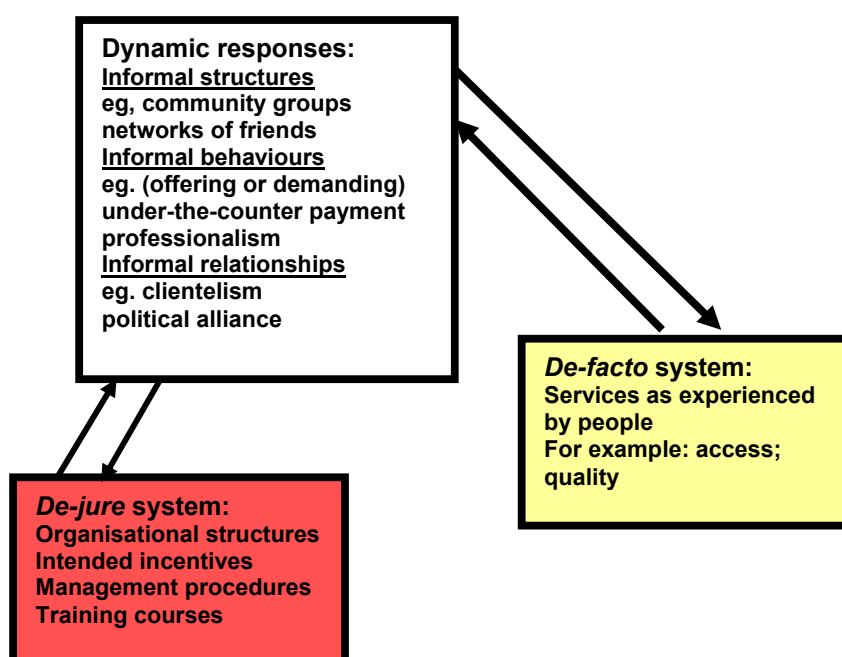 Dynamic responses:
Informal structures
eg, community groups
networks of friends
Informal behaviours
eg. (offering or demanding)
under-the-counter payment
professionalism
Informal relationships
eg. clientelism
political alliance
De-facto system:
Services as experienced
by people
For example: access;
quality
De-jure system:
Organisational structures
Intended incentives
Management procedures
Training courses